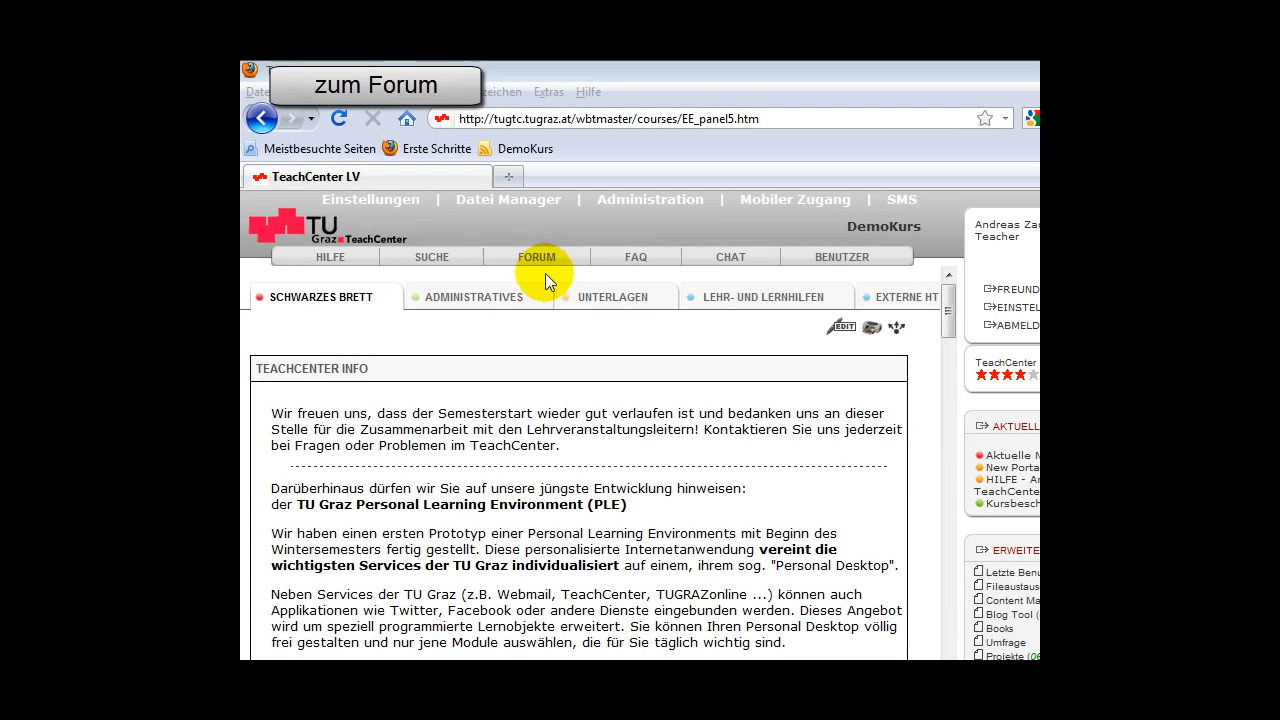 zum Forum
zeichen Extras Hilfe
http://tugtc.tugraz.at/wbtmaster/courses/EE_panel5.htm
Meistbesuchte Seiten Erste Schritte DemoKurs
TeachCenter LV
Einstellungen | Datei Manager | Administration | Mobiler Zugang | SMS
TU
Graz TeachCenter
DemoKurs
HILFE SUCHE FORUM FAQ CHAT BENUTZER
SCHWARZES BRETT ADMINISTRATIVES UNTERLAGEN LEHR- UND LERNHILFEN EXTERNE HT
EDIT
TEACHCENTER INFO
Wir freuen uns, dass der Semesterstart wieder gut verlaufen ist und bedanken uns an dieser
Stelle für die Zusammenarbeit mit den Lehrveranstaltungsleitern! Kontaktieren Sie uns jederzeit
bei Fragen oder Problemen im TeachCenter.
Darüberhinaus dürfen wir Sie auf unsere jüngste Entwicklung hinweisen:
der TU Graz Personal Learning Environment (PLE)
Wir haben einen ersten Prototyp einer Personal Learning Environments mit Beginn des
Wintersemesters fertig gestellt. Diese personalisierte Internetanwendung vereint die
wichtigsten Services der TU Graz individualisiert auf einem, ihrem sog. "Personal Desktop".
Neben Services der TU Graz (z.B. Webmail, TeachCenter, TUGRAZonline ...) können auch
Applikationen wie Twitter, Facebook oder andere Dienste eingebunden werden. Dieses Angebot
wird um speziell programmierte Lernobjekte erweitert. Sie können Ihren Personal Desktop völlig
frei gestalten und nur jene Module auswählen, die für Sie täglich wichtig sind.
Andreas Za
Teacher
FREUND
EINSTEL
ABMELD
TeachCenter
AKTUELL
Aktuelle N
New Porta
HILFE - An
TeachCente
Kursbesch
ERWEITE
Letzte Benu
Fileaustaus
Content Ma
Blog Tool (
Books
Umfrage
Projekte (06